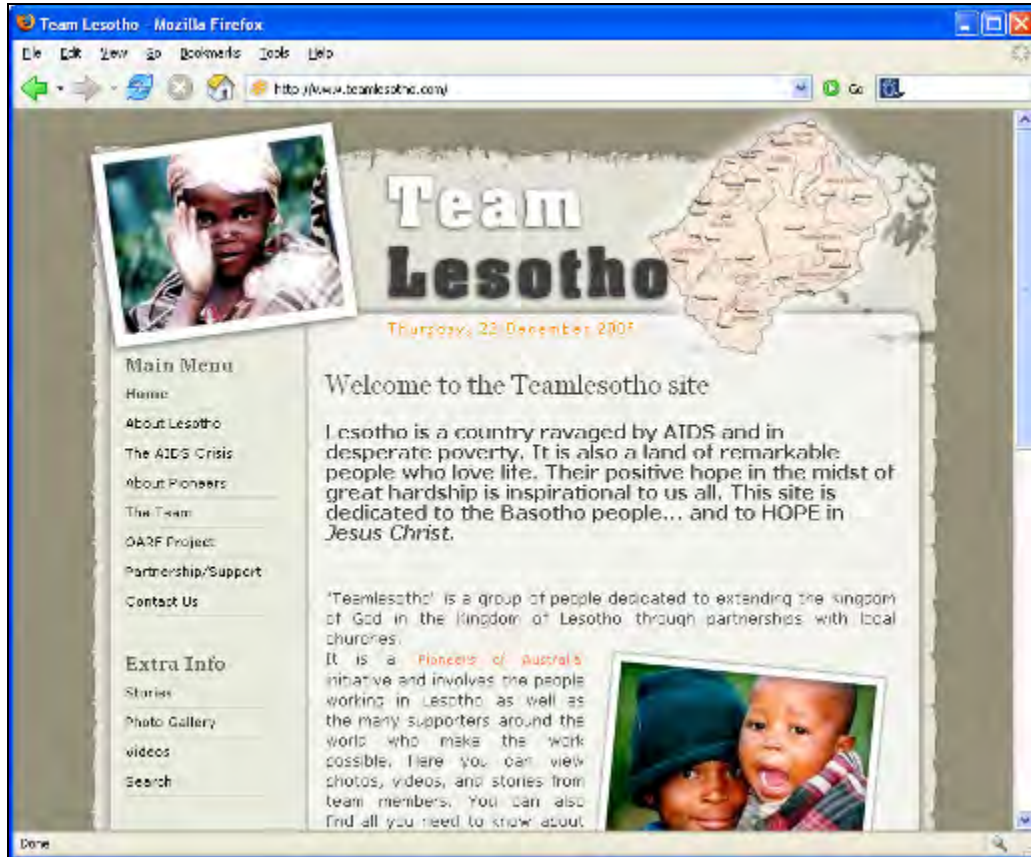 Team Lesotho - Mozilla Firefox
File Edit View Go Bookmarks Tools Help
http://www.teamlesotho.com/
Go
Team
Lesotho
Thursday, 22 December 2005
Main Menu
Home
About Lesotho
The AIDS Crisis
About Pioneers
The Team
Project
Partnership/Support
Contact Us
Extra Info
Stories
Photo Gallery
videos
Search
Welcome to the Teamlesotho site
Lesotho is a country ravaged by AIDS and in
desperate poverty. It is also a land of remarkable
people who love life. Their positive hope in the midst of
great hardship is inspirational to us all. This site is
dedicated to the Basotho people... and to HOPE in
Jesus Christ.
'Teamlesotho' is a group of people dedicated to extending the kingdom
of God in the Kingdom of Lesotho through partnerships with local
churches.
It is a Pioneers of Australia
initiative and involves the people
working in Lesotho as well as
the many supporters around the
world who make the work
possible. Here you can view
photos, videos, and stories from
team members. You can also
find all you need to know about
Done